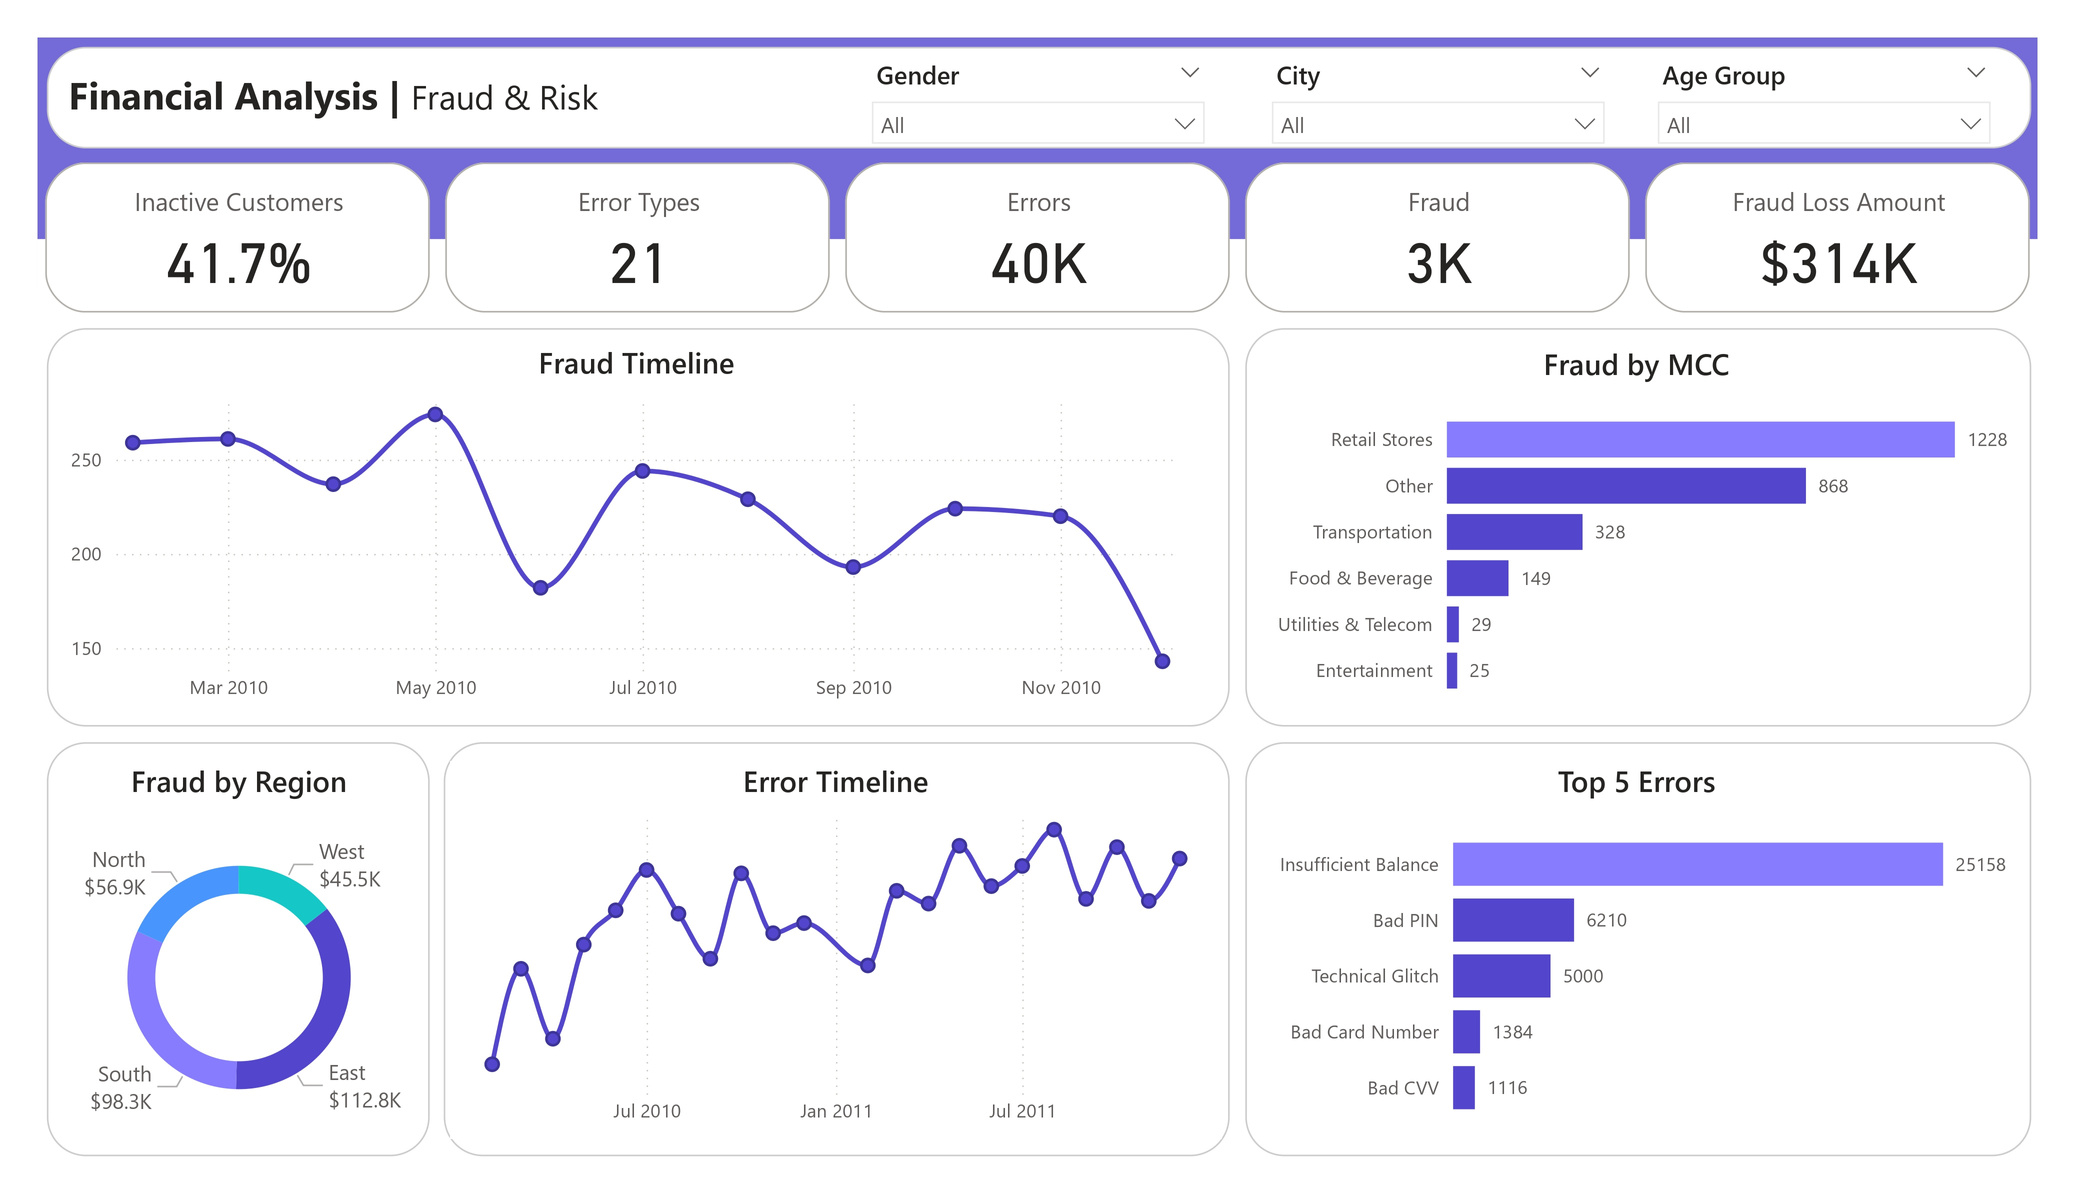 Financial Analysis | Fraud & Risk
Gender
All
City
All
Age Group
All
Inactive Customers
41.7%
Error Types
21
Errors
40K
Fraud
3K
Fraud Loss Amount
$314K
Fraud Timeline
250
200
150
Mar 2010 May 2010 Jul 2010 Sep 2010 Nov 2010
Fraud by MCC
Retail Stores 1228
Other 868
Transportation 328
Food & Beverage 149
Utilities & Telecom 29
Entertainment 25
Fraud by Region
North
$56.9K
West
$45.5K
South
$98.3K
East
$112.8K
Error Timeline
Jul 2010 Jan 2011 Jul 2011
Top 5 Errors
Insufficient Balance 25158
Bad PIN 6210
Technical Glitch 5000
Bad Card Number 1384
Bad CVV 1116